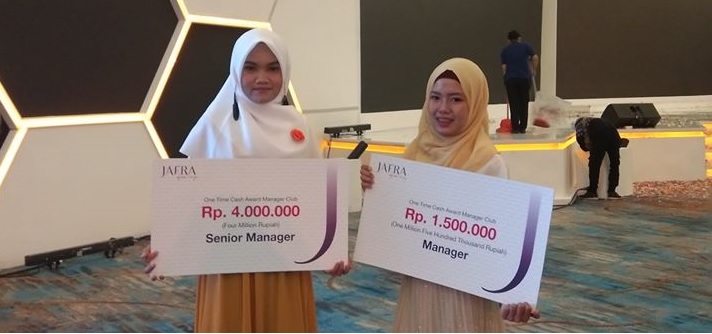 JAFRA
One Time Cash Award Manager Club
Rp. 4.000.000
(Four Million Rupiah)
Senior Manager
JAFRA
One Time Cash Award Manager Club
Rp. 1.500.000
(One Million Five Hundred Thousand Rupiah)
Manager